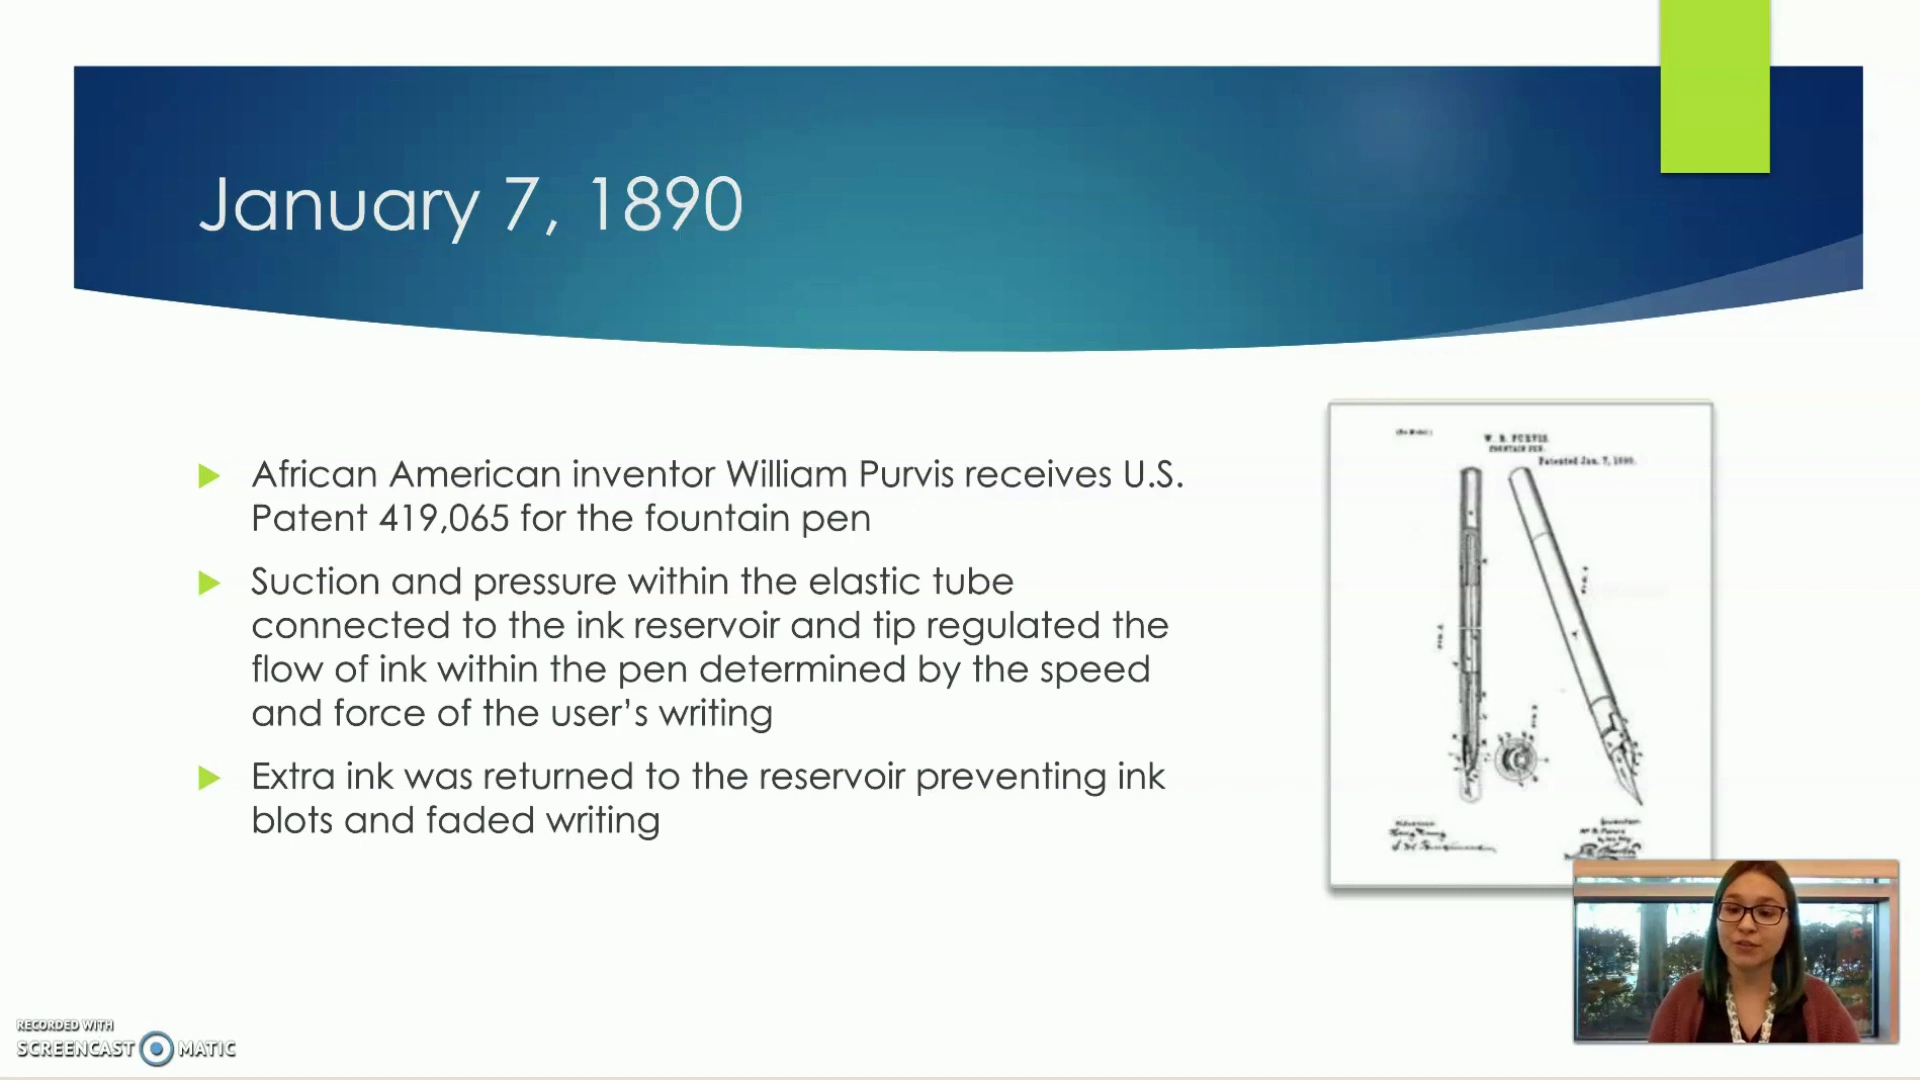 January 7, 1890
African American inventor William Purvis receives U.S.
Patent 419,065 for the fountain pen
Suction and pressure within the elastic tube
connected to the ink reservoir and tip regulated the
flow of ink within the pen determined by the speed
and force of the user’s writing
Extra ink was returned to the reservoir preventing ink
blots and faded writing
W. B. PURVIS.
FOUNTAIN PEN.
Patented Jan. 7, 1890.
RECORDED WITH
SCREENCAST MATIC